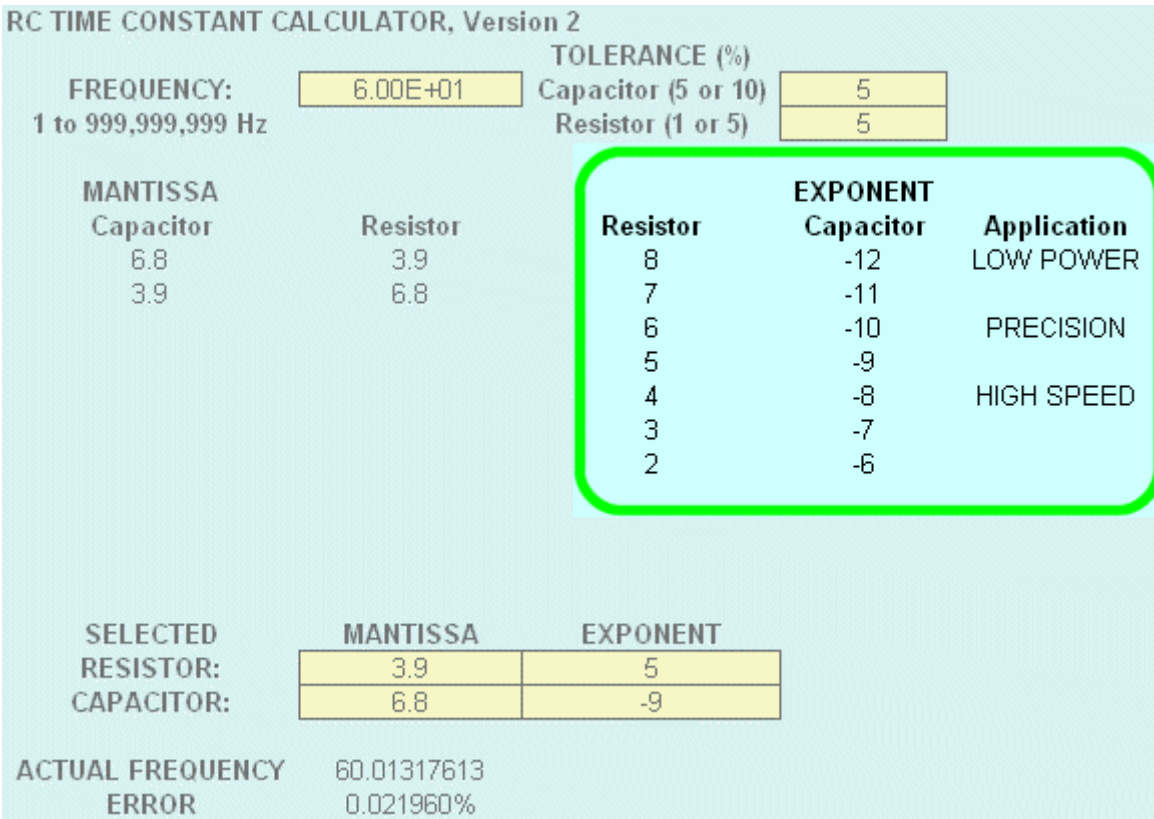 RC TIME CONSTANT CALCULATOR, Version 2
TOLERANCE (%)
FREQUENCY: 6.00E+01 Capacitor (5 or 10) 5
1 to 999,999,999 Hz Resistor (1 or 5) 5
MANTISSA EXPONENT
Capacitor Resistor Resistor Capacitor Application
6.8 3.9 8 -12 LOW POWER
3.9 6.8 7 -11
6 -10 PRECISION
5 -9
4 -8 HIGH SPEED
3 -7
2 -6
SELECTED MANTISSA EXPONENT
RESISTOR: 3.9 5
CAPACITOR: 6.8 -9
ACTUAL FREQUENCY 60.01317613
ERROR 0.021960%